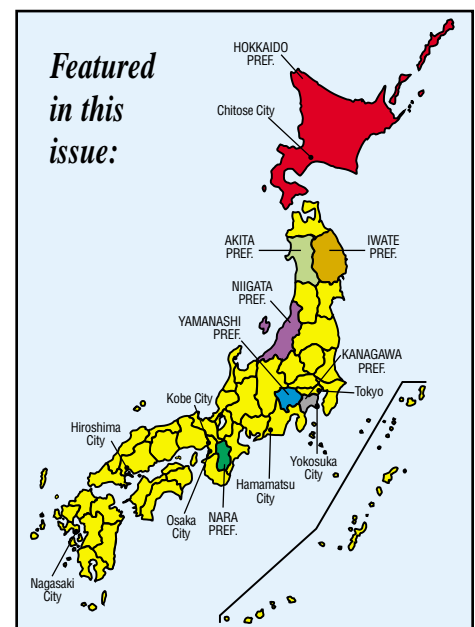 Featured
in this
issue:
HOKKAIDO
PREF.
Chitose City
AKITA
PREF.
IWATE
PREF.
NIIGATA
PREF.
YAMANASHI
PREF.
KANAGAWA
PREF.
Tokyo
Kobe City
Hiroshima
City
Yokosuka
City
Hamamatsu
City
Osaka
City
NARA
PREF.
Nagasaki
City